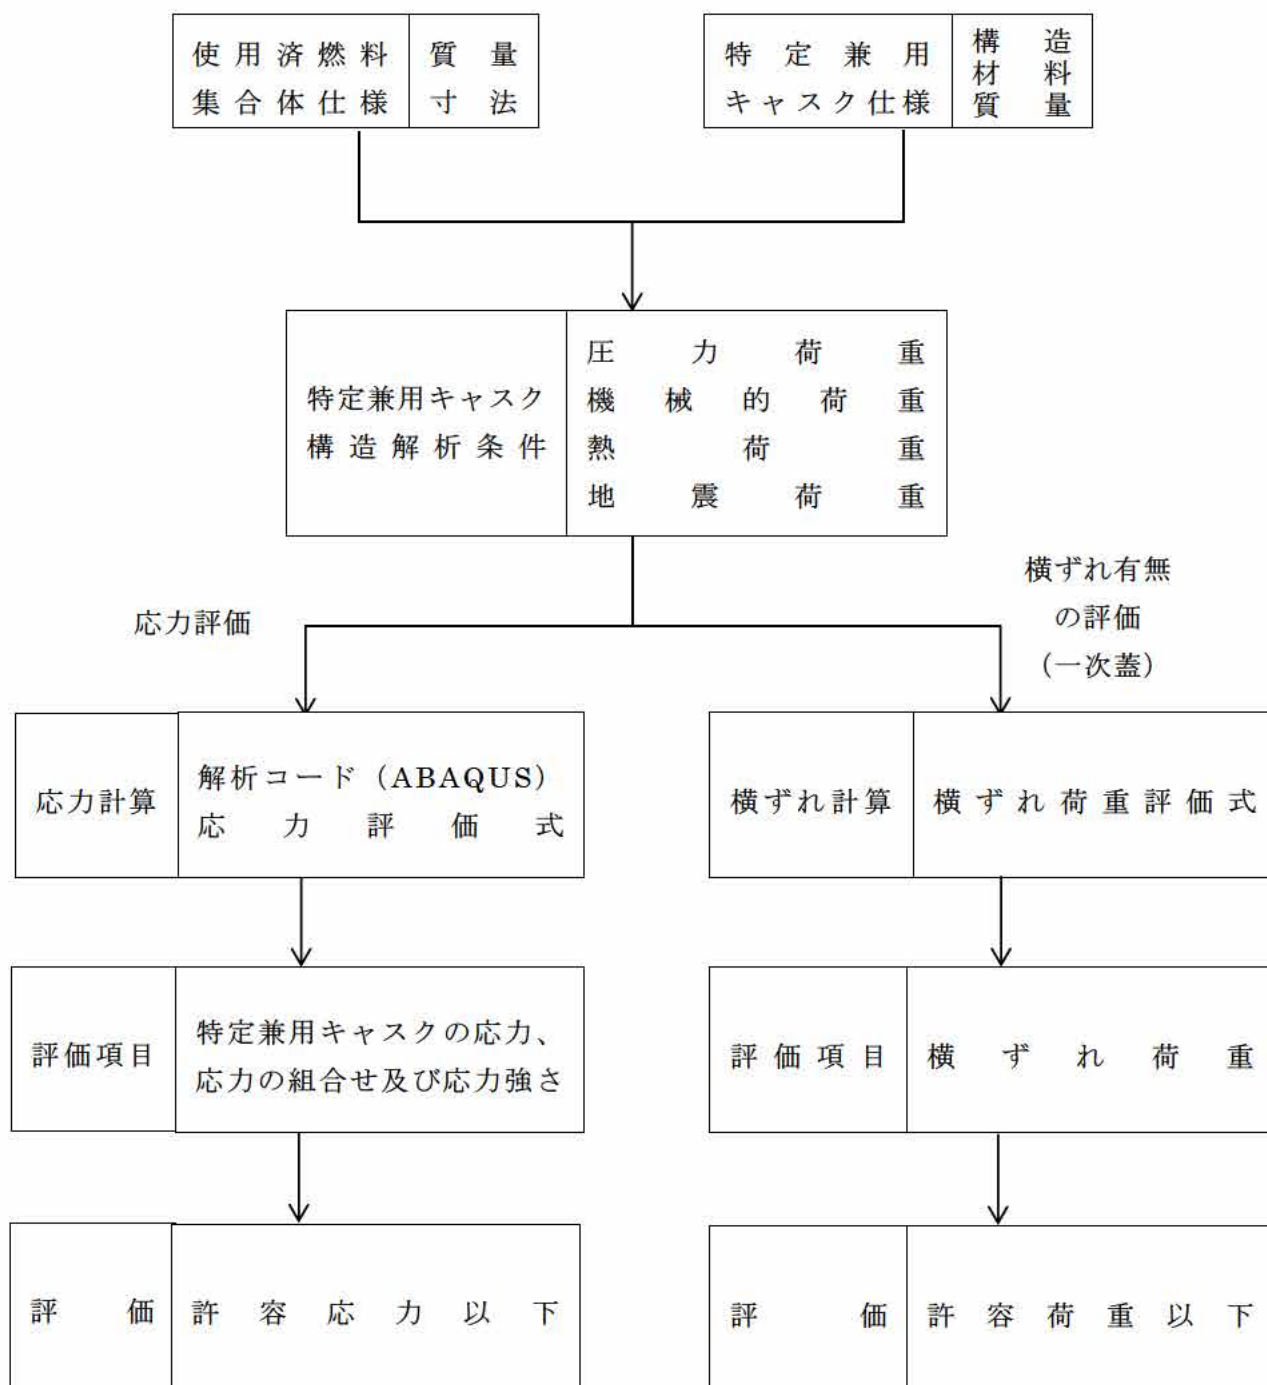 使用済燃料
集合体仕様
質量
寸法
特定兼用
キャスク仕様
構造
材料
質量
特定兼用キャスク
構造解析条件
圧力荷重
機械的荷重
熱荷重
地震荷重
応力評価
横ずれ有無
の評価
(一次蓋)
応力計算
解析コード(ABAQUS)
応力評価式
横ずれ計算
横ずれ荷重評価式
評価項目
特定兼用キャスクの応力、
応力の組合せ及び応力強さ
評価項目
横ずれ荷重
評価
許容応力以下
評価
許容荷重以下